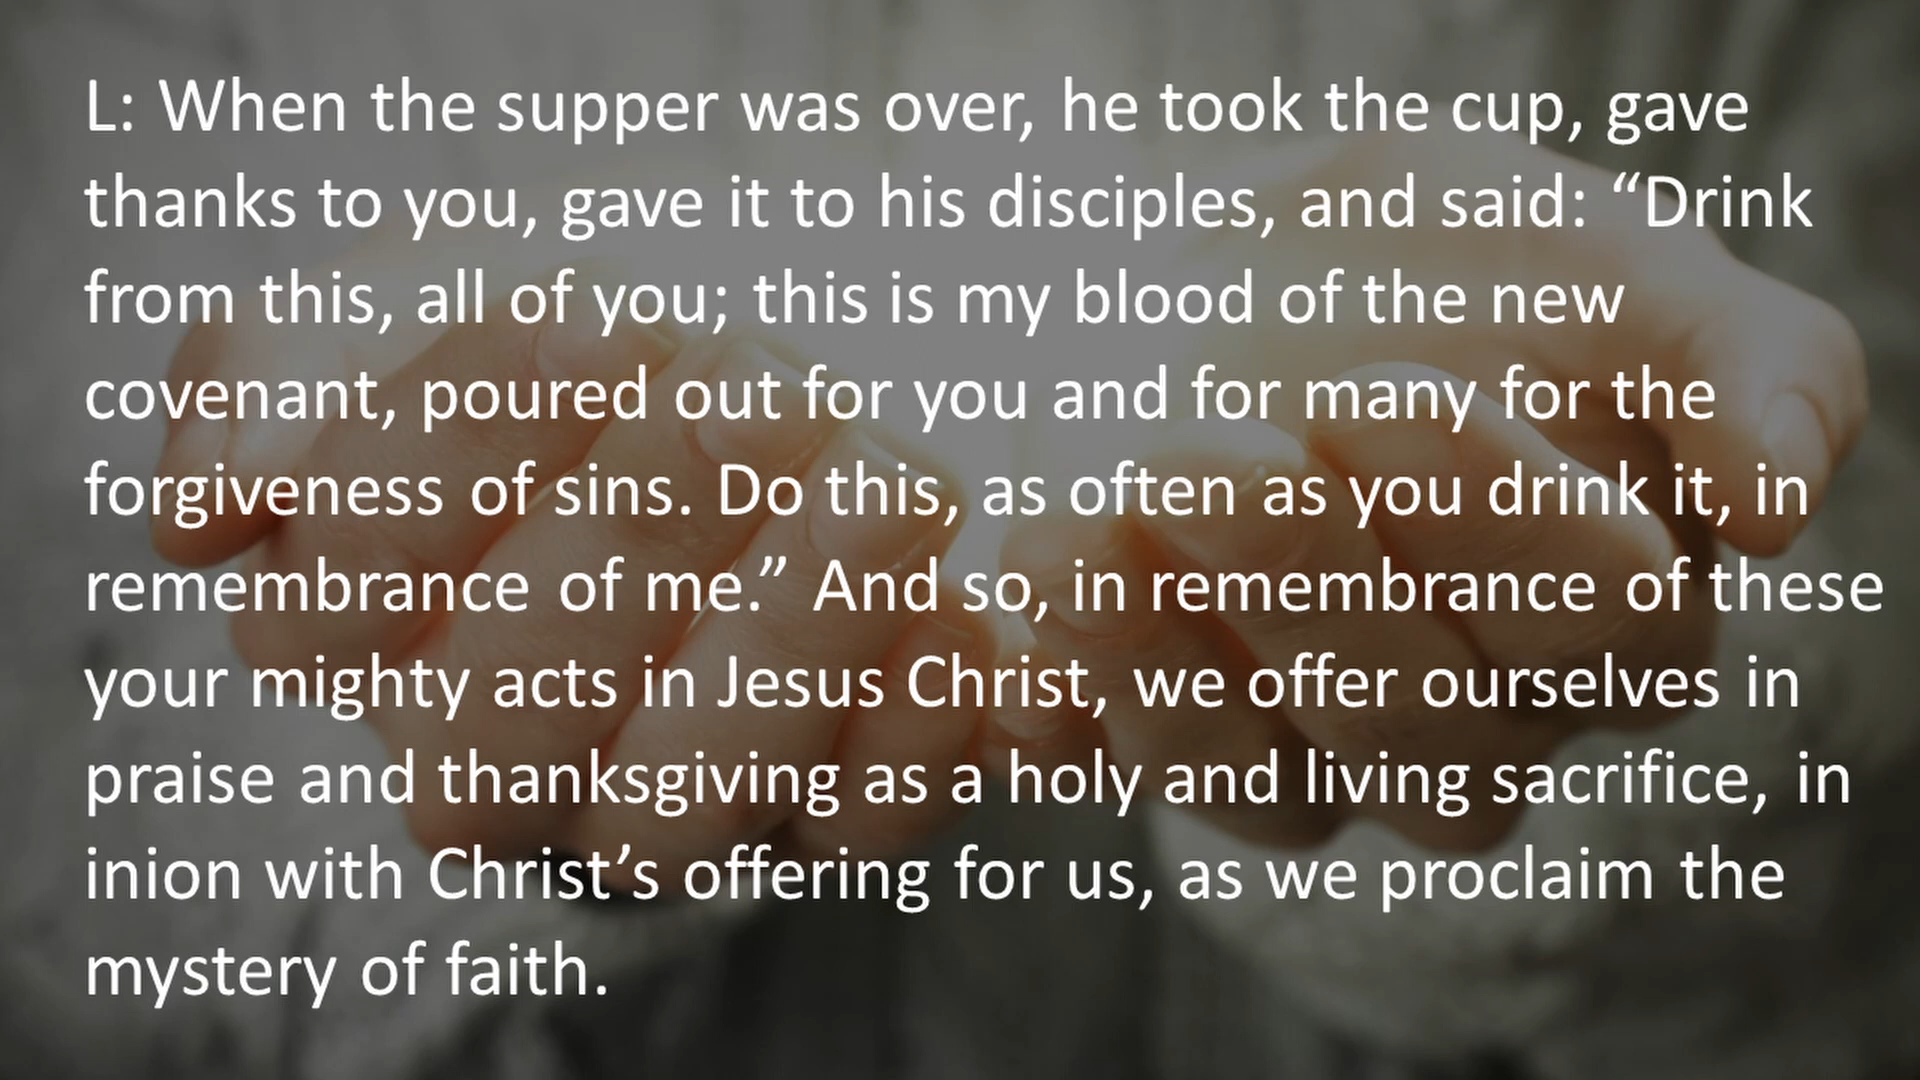 L: When the supper was over, he took the cup, gave
thanks to you, gave it to his disciples, and said: “Drink
from this, all of you; this is my blood of the new
covenant, poured out for you and for many for the
forgiveness of sins. Do this, as often as you drink it, in
remembrance of me.” And so, in remembrance of these
your mighty acts in Jesus Christ, we offer ourselves in
praise and thanksgiving as a holy and living sacrifice, in
inion with Christ’s offering for us, as we proclaim the
mystery of faith.